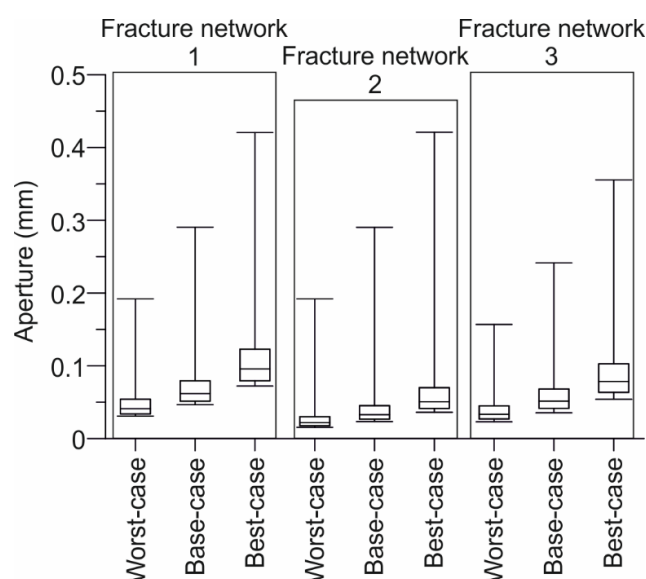 Fracture network
1
Fracture network
2
Fracture network
3
Aperture (mm)
0.5
0.4
0.3
0.2
0.1
0
Worst-case
Base-case
Best-case
Worst-case
Base-case
Best-case
Worst-case
Base-case
Best-case